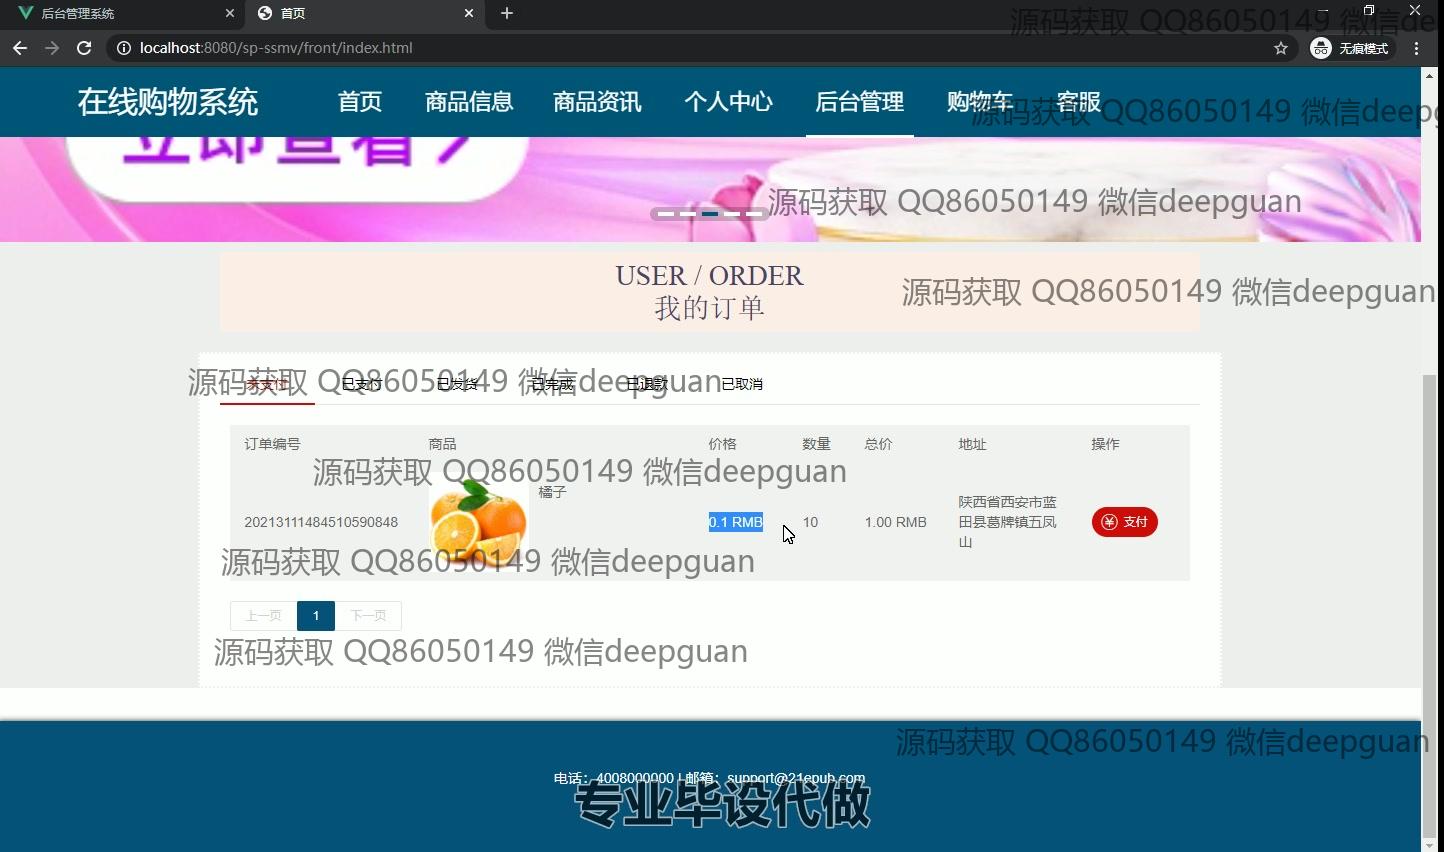 后台管理系统
首页
localhost:8080/sp-ssmv/front/index.html
无痕模式
源码获取 QQ86050149 微信de
在线购物系统
首页
商品信息
商品资讯
个人中心
后台管理
购物车
客服
源码获取 QQ86050149 微信deep
立即查看
源码获取 QQ86050149 微信deepguan
USER / ORDER
我的订单
源码获取 QQ86050149 微信deepguan
未支付
已支付
已发货
已完成
已退款
已取消
源码获取 QQ86050149 微信deepguan
订单编号
商品
价格
数量
总价
地址
操作
源码获取 QQ86050149 微信deepguan
20213111484510590848
橘子
0.1 RMB
10
1.00 RMB
陕西省西安市蓝
田县葛牌镇五凤
山
支付
源码获取 QQ86050149 微信deepguan
上一页
1
下一页
源码获取 QQ86050149 微信deepguan
源码获取 QQ86050149 微信deepguan
电话：4008000000 | 邮箱：support@21epub.com
专业毕设代做